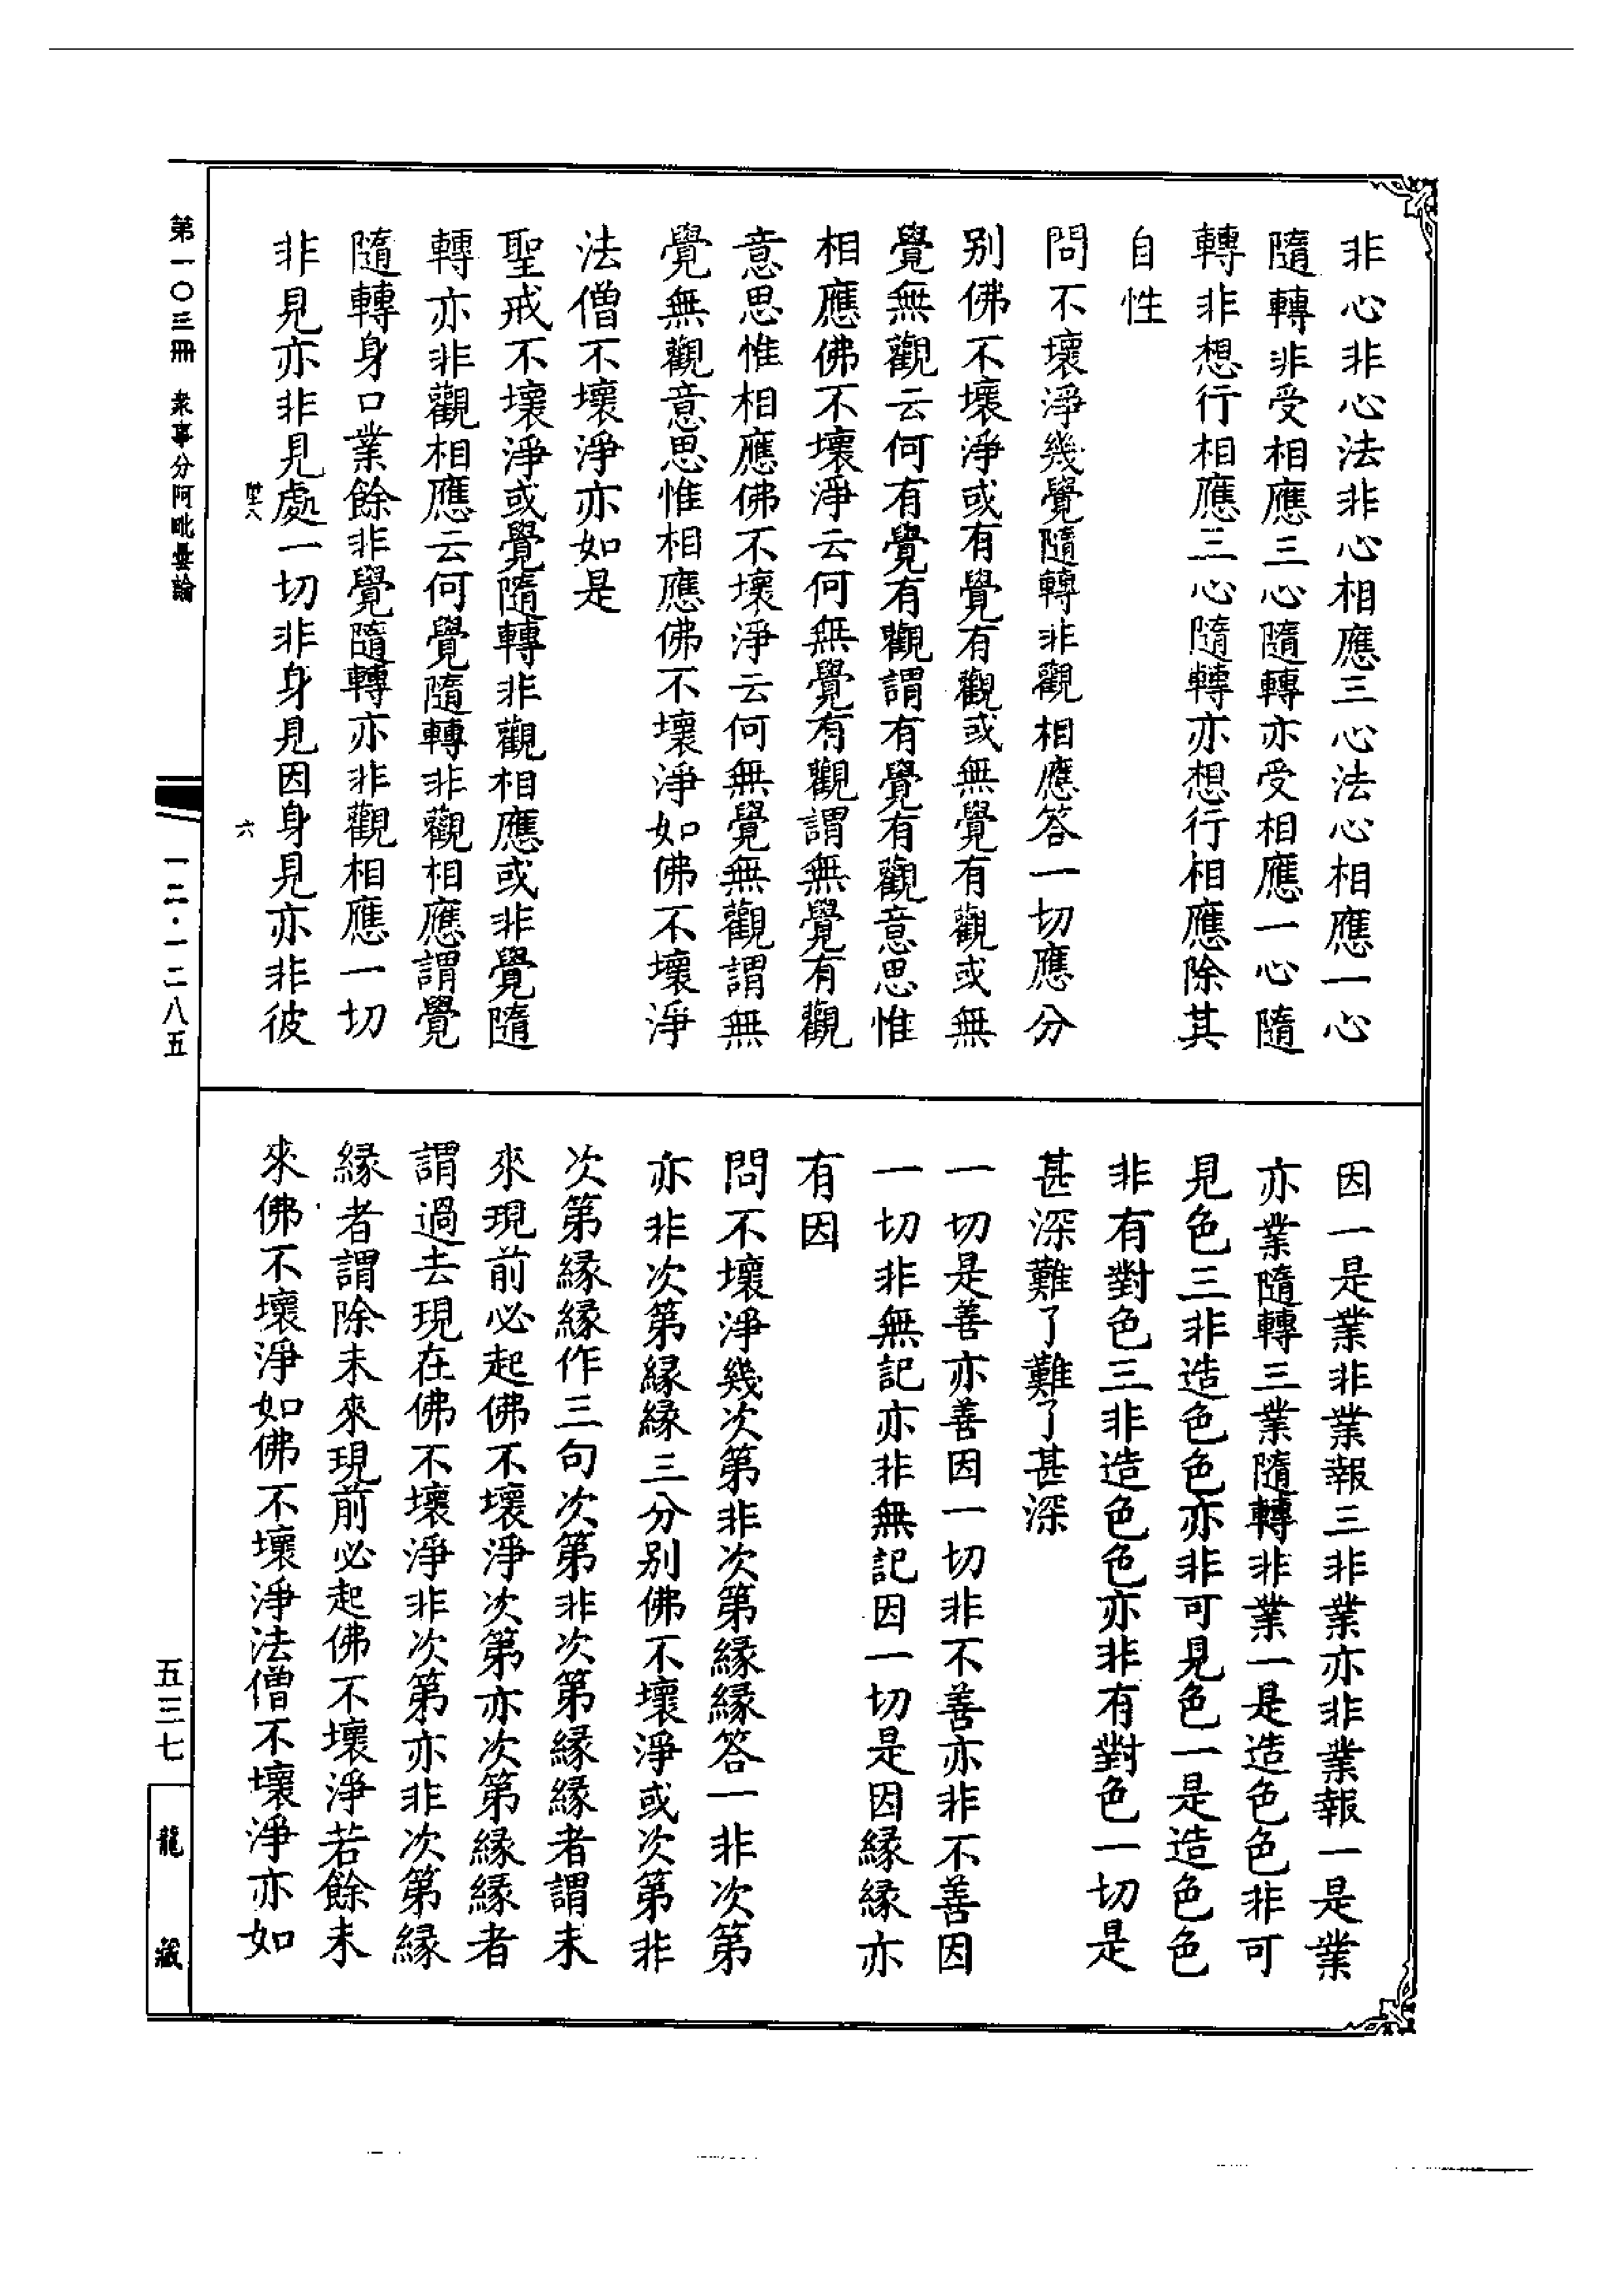 非心非心法非心相應三心法心相應一心
隨轉非受相應三心隨轉亦受相應一心隨
轉非想行相應三心隨轉亦想行相應除其
自性
問不壞淨幾覺隨轉非觀相應答一切應分
別佛不壞淨或有覺有觀或無覺有觀或無
覺無觀云何有覺有觀謂有覺有觀意思惟
相應佛不壞淨云何無覺有觀謂無覺有觀
意思惟相應佛不壞淨云何無覺無觀謂無
覺無觀意思惟相應佛不壞淨如佛不壞淨
法僧不壞淨亦如是
聖戒不壞淨或覺隨轉非觀相應或非覺隨
轉亦非觀相應云何覺隨轉非觀相應謂覺
隨轉身口業餘非覺隨轉亦非觀相應一切
非見亦非見處一切非身見因身見亦非彼
因一是業非業報三非業亦非業報一是業
亦業隨轉三業隨轉非業一是造色色非可
見色三非造色色亦非可見色一是造色色
非有對色三非造色色亦非有對色一切是
甚深難了難了甚深
一切是善亦善因一切非不善亦非不善因
一切非無記亦非無記因一切是因緣緣亦
有因
問不壞淨幾次第非次第緣緣答一非次第
亦非次第緣緣三分別佛不壞淨或次第非
次第緣緣作三句次第非次第緣緣者謂未
來現前必起佛不壞淨次第亦次第緣緣者
謂過去現在佛不壞淨非次第亦非次第緣
緣者謂除未來現前必起佛不壞淨若餘未
來佛不壞淨如佛不壞淨法僧不壞淨亦如
第一〇三冊 衆事分阿毗曇論
六
一二·一二八五
五三七
龍藏